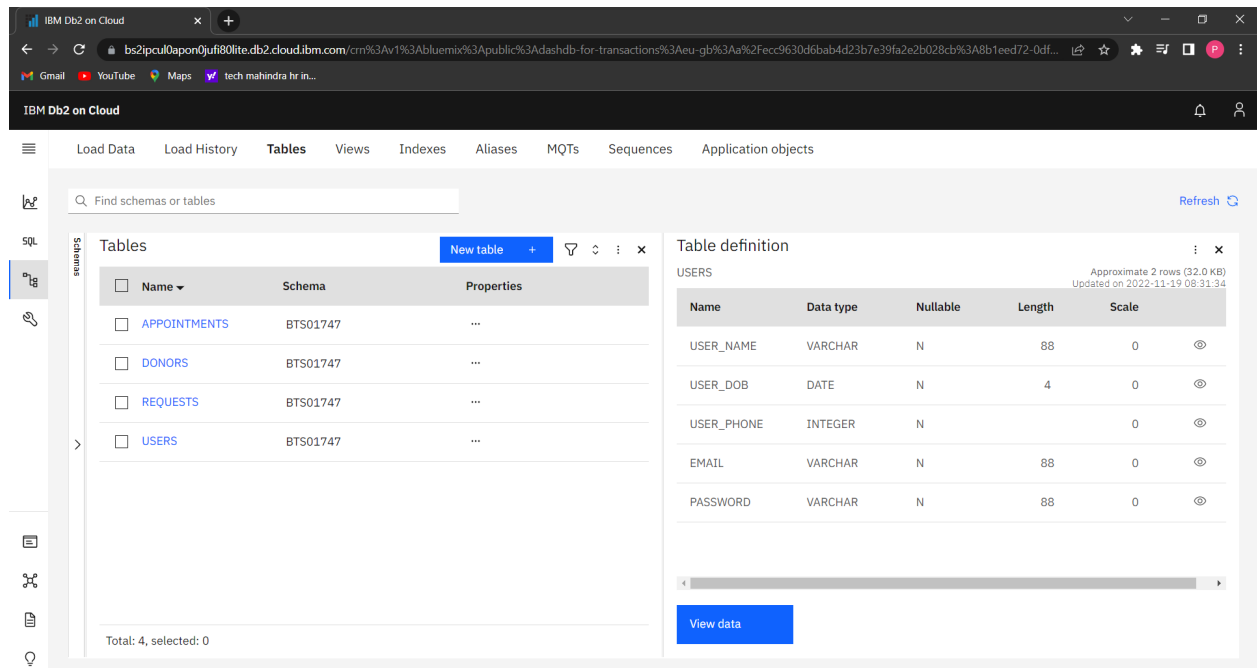 IBM Db2 on Cloud
bs2ipcul0apon0jufi80lite.db2.cloud.ibm.com/crn%3Av1%3Abluemix%3Apublic%3Adashdb-for-transactions%3Aeu-gb%3Aa%2Fecc9630d6bab4d23b7e39fa2e2b028cb%3A8b1eed72-0df... P
Gmail YouTube Maps tech mahindra hr in...
IBM Db2 on Cloud
Load Data Load History Tables Views Indexes Aliases MQTs Sequences Application objects
Find schemas or tables Refresh
SQL
Schemas
Tables New table +
Name Schema Properties
APPOINTMENTS BTS01747 ...
DONORS BTS01747 ...
REQUESTS BTS01747 ...
USERS BTS01747 ...
Total: 4, selected: 0
Table definition
USERS Approximate 2 rows (32.0 KB)
Updated on 2022-11-19 08:31:34
Name Data type Nullable Length Scale
USER_NAME VARCHAR N 88 0
USER_DOB DATE N 4 0
USER_PHONE INTEGER N 0
EMAIL VARCHAR N 88 0
PASSWORD VARCHAR N 88 0
View data